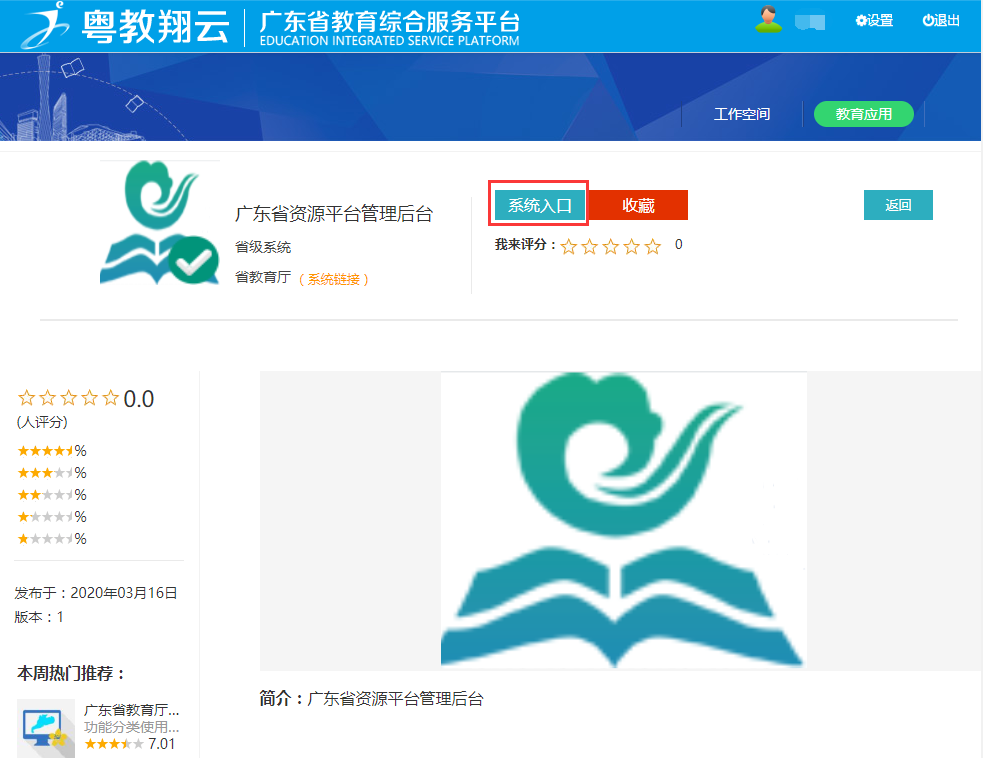 粤教翔云
广东省教育综合服务平台
EDUCATION INTEGRATED SERVICE PLATFORM
设置
退出
工作空间
教育应用
广东省资源平台管理后台
省级系统
省教育厅 (系统链接)
系统入口
收藏
我来评分： 0
返回
0.0
(人评分)
%
%
%
%
%
发布于：2020年03月16日
版本：1
本周热门推荐：
广东省教育厅...
功能分类使用...
7.01
简介：广东省资源平台管理后台